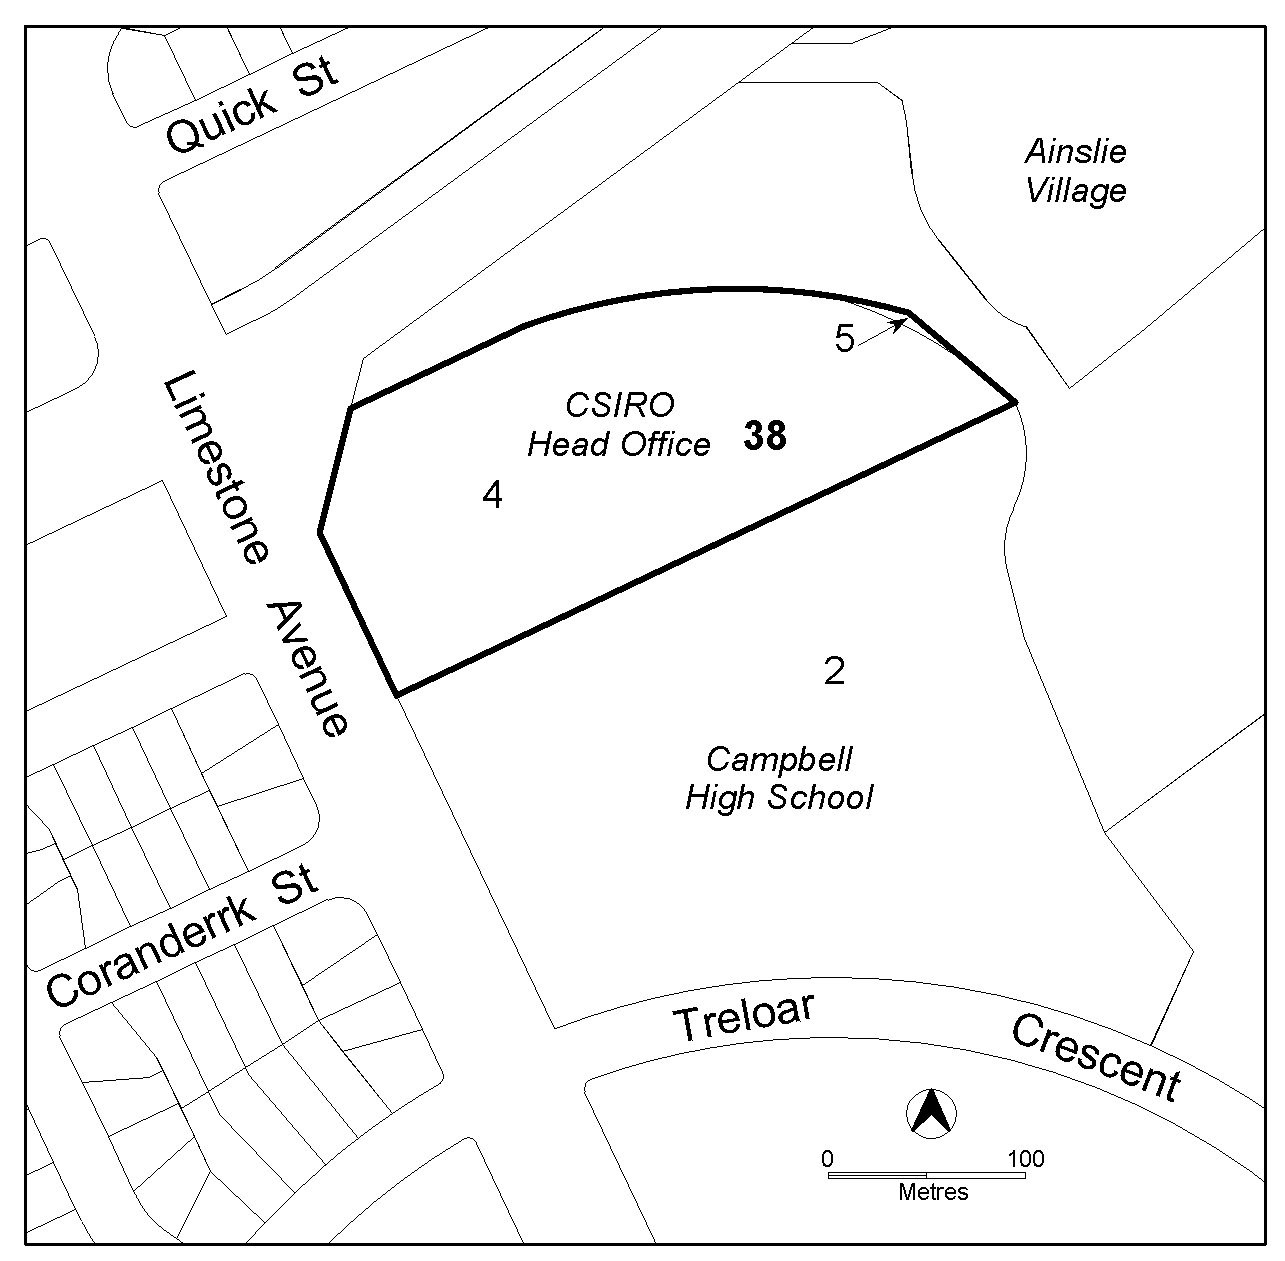 Quick St
Ainslie
Village
5
CSIRO
Head Office
38
4
Limestone Avenue
2
Campbell
High School
Coranderrk St
Treloar Crescent
0 100
Metres